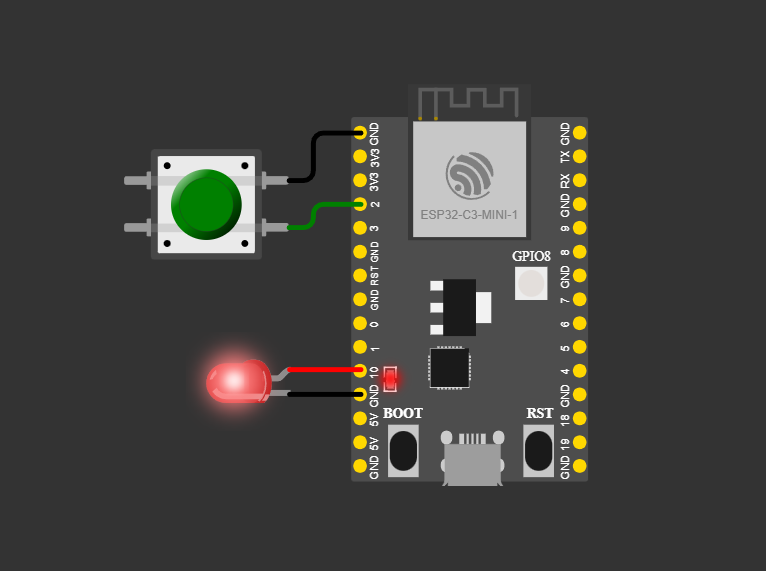 ESP32-C3-MINI-1
GPIO8
BOOT
RST
GND
3V3
3V3
2
3
GND
RST
GND
0
1
10
GND
5V
5V
GND
GND
TX
RX
GND
9
8
GND
7
6
5
4
GND
18
19
GND